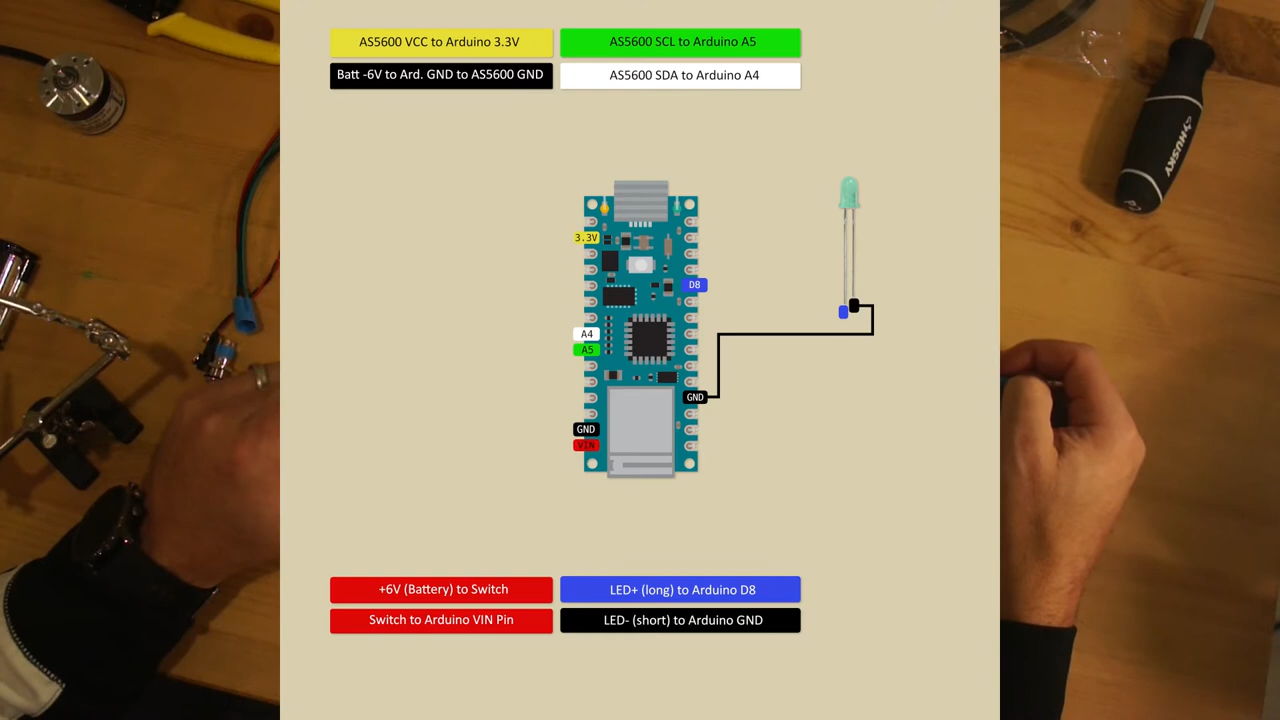 AS5600 VCC to Arduino 3.3V
AS5600 SCL to Arduino A5
Batt -6V to Ard. GND to AS5600 GND
AS5600 SDA to Arduino A4
HUSKY
3.3V
D8
A4
A5
GND
GND
VIN
+6V (Battery) to Switch
LED+ (long) to Arduino D8
Switch to Arduino VIN Pin
LED- (short) to Arduino GND